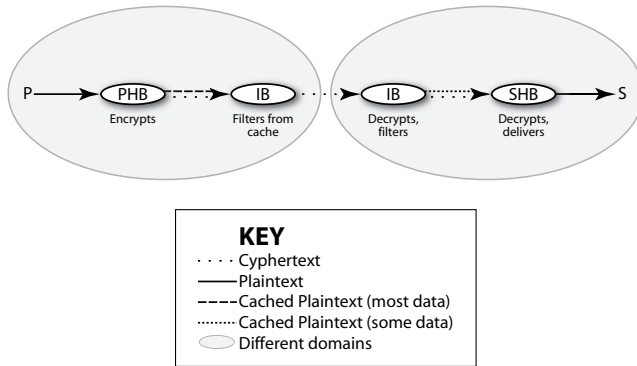 P
PHB
IB
IB
SHB
S
Encrypts
Filters from
cache
Decrypts,
filters
Decrypts,
delivers
KEY
Cyphertext
Plaintext
Cached Plaintext (most data)
Cached Plaintext (some data)
Different domains